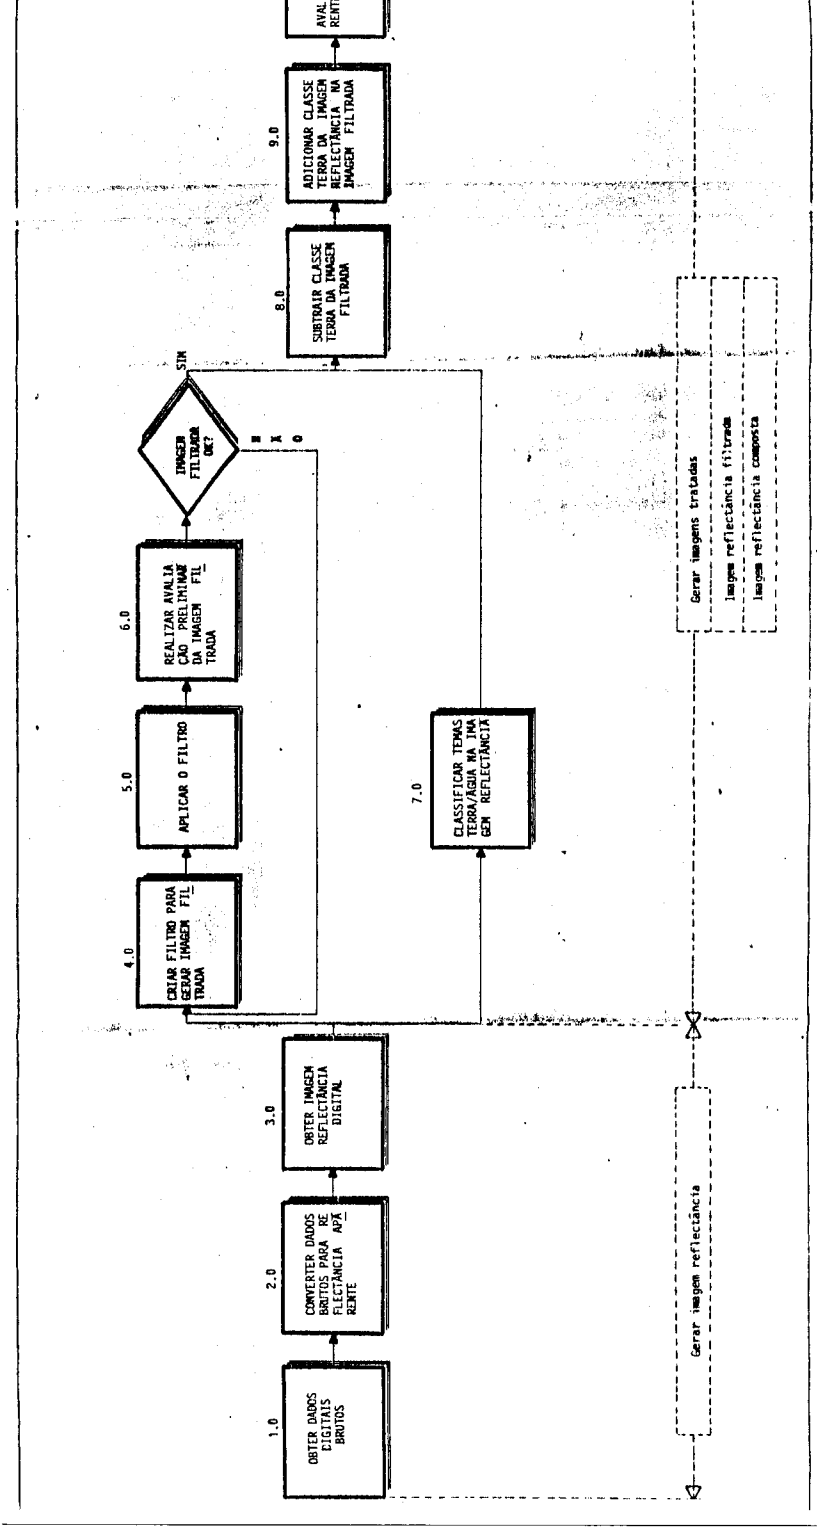 1.0
OBTER DADOS
DIGITAIS
BRUTOS
2.0
CONVERTER DADOS
BRUTOS PARA RE
FLECTÂNCIA APA
RENTE
3.0
OBTER IMAGEM
REFLECTÂNCIA
DIGITAL
4.0
CRIAR FILTRO PARA
GERAR IMAGEM FIL
TRADA
5.0
APLICAR O FILTRO
6.0
REALIZAR AVALIA
ÇÃO PRELIMINAR
DA IMAGEM FIL
TRADA
IMAGEM
FILTRADA
OK?
SIM
NÃO
7.0
CLASSIFICAR TEMAS
TERRA/ÁGUA NA IMA
GEM REFLECTÂNCIA
8.0
SUBTRAIR CLASSE
TERRA DA IMAGEM
FILTRADA
9.0
ADICIONAR CLASSE
TERRA DA IMAGEM
REFLECTÂNCIA NA
IMAGEM FILTRADA
AVAL
RENT
Gerar imagem reflectância
Gerar imagens tratadas
Imagem reflectância filtrada
Imagem reflectância composta